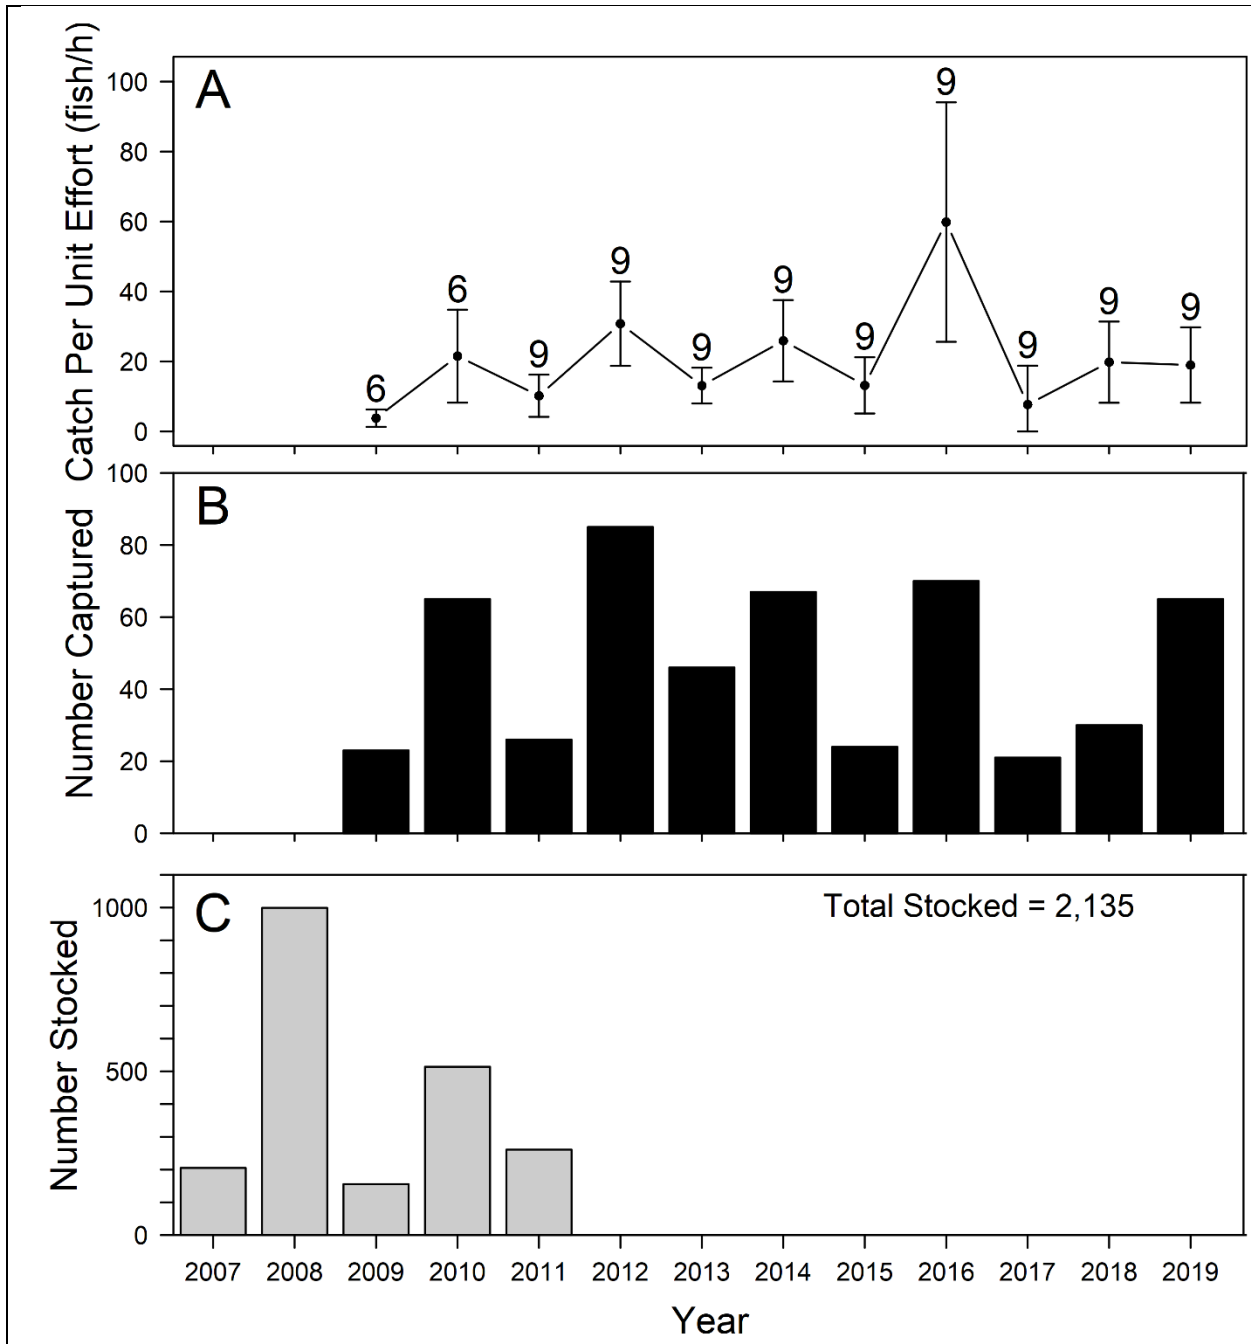 Catch Per Unit Effort (fish/h)
A
100
80
60
40
20
0
6
6
9
9
9
9
9
9
9
9
9
Number Captured
B
100
80
60
40
20
0
Number Stocked
C
Total Stocked = 2,135
1000
500
0
2007 2008 2009 2010 2011 2012 2013 2014 2015 2016 2017 2018 2019
Year